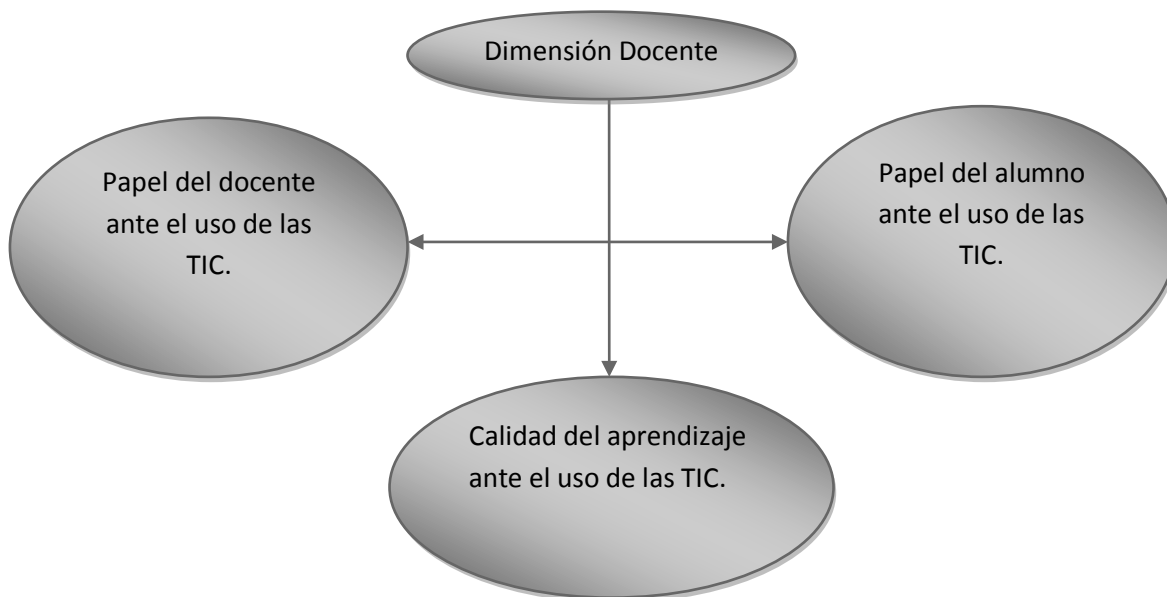 Dimensión Docente
Papel del docente
ante el uso de las
TIC.
Papel del alumno
ante el uso de las
TIC.
Calidad del aprendizaje
ante el uso de las TIC.